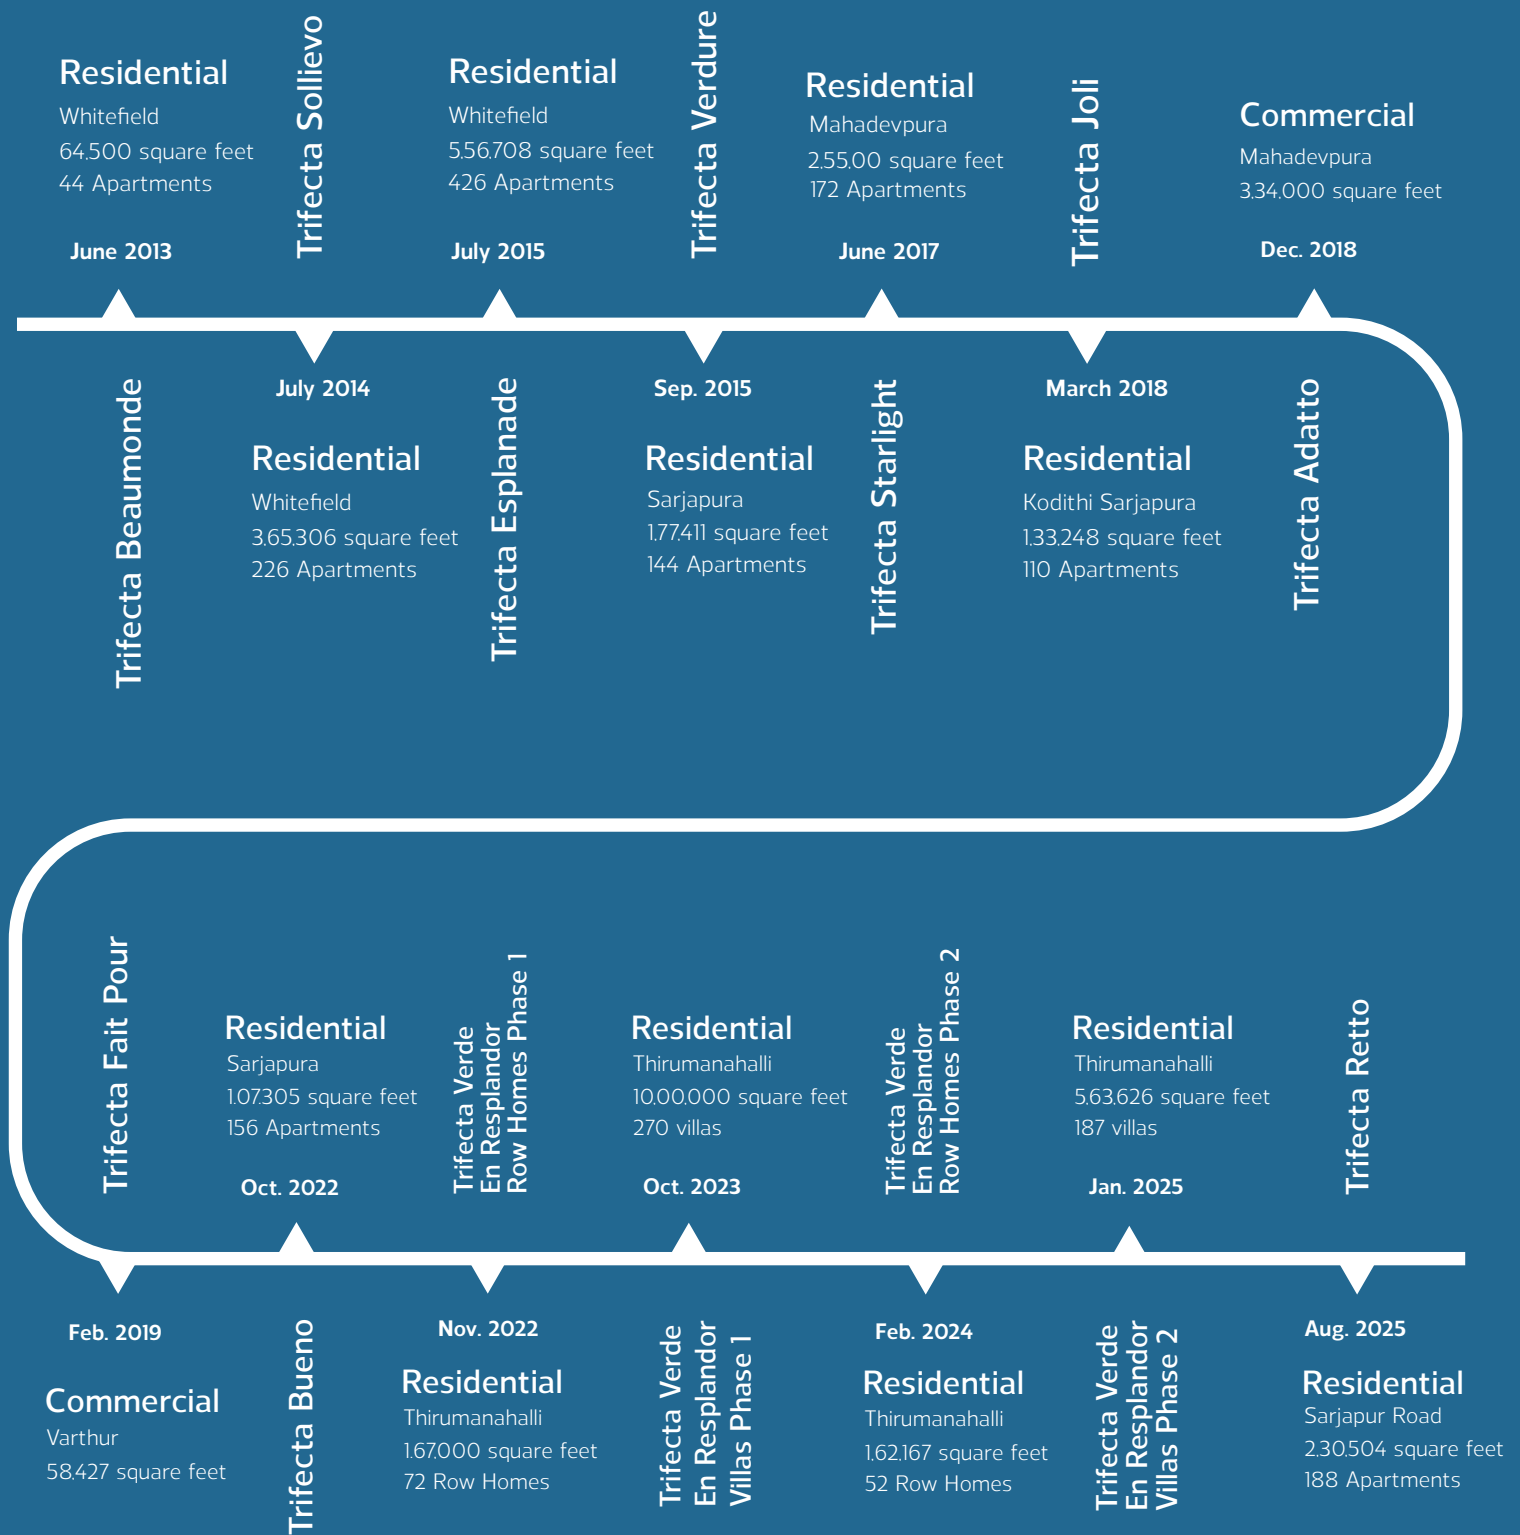 Residential
Whitefield
64,500 square feet
44 Apartments
June 2013
Trifecta Beaumonde
Trifecta Sollievo
July 2014
Residential
Whitefield
3,65,306 square feet
226 Apartments
Residential
Whitefield
5,56,708 square feet
426 Apartments
July 2015
Trifecta Esplanade
Trifecta Verdure
Sep. 2015
Residential
Sarjapura
1,77,411 square feet
144 Apartments
Residential
Mahadevpura
2,55,00 square feet
172 Apartments
June 2017
Trifecta Starlight
Trifecta Joli
March 2018
Residential
Kodithi Sarjapura
1,33,248 square feet
110 Apartments
Commercial
Mahadevpura
3,34,000 square feet
Dec. 2018
Trifecta Adatto
Trifecta Fait Pour
Feb. 2019
Commercial
Varthur
58,427 square feet
Residential
Sarjapura
1,07,305 square feet
156 Apartments
Oct. 2022
Trifecta Bueno
Trifecta Verde
En Resplandor
Row Homes Phase 1
Nov. 2022
Residential
Thirumanahalli
1,67,000 square feet
72 Row Homes
Residential
Thirumanahalli
10,00,000 square feet
270 villas
Oct. 2023
Trifecta Verde
En Resplandor
Villas Phase 1
Trifecta Verde
En Resplandor
Row Homes Phase 2
Feb. 2024
Residential
Thirumanahalli
1,62,167 square feet
52 Row Homes
Residential
Thirumanahalli
5,63,626 square feet
187 villas
Jan. 2025
Trifecta Verde
En Resplandor
Villas Phase 2
Trifecta Retto
Aug. 2025
Residential
Sarjapur Road
2,30,504 square feet
188 Apartments